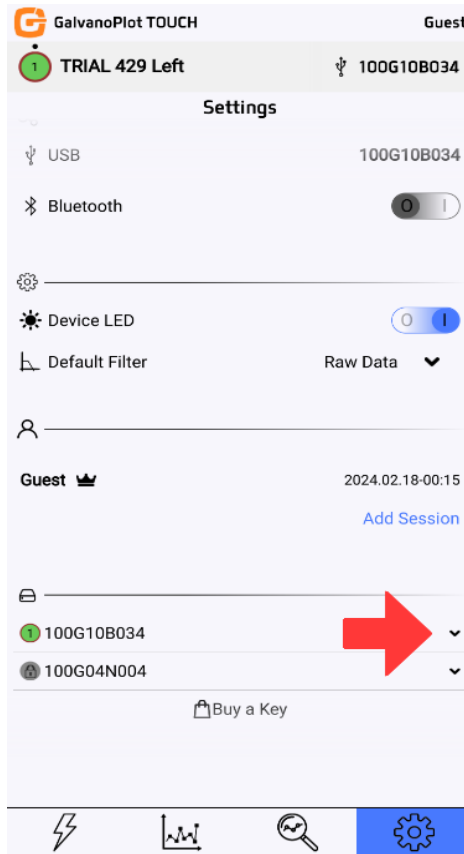 GalvanoPlot TOUCH Guest
1 TRIAL 429 Left 100G10B034
Settings
USB 100G10B034
Bluetooth O I
Device LED O I
Default Filter Raw Data
Guest 2024.02.18-00:15
Add Session
1 100G10B034
100G04N004
Buy a Key